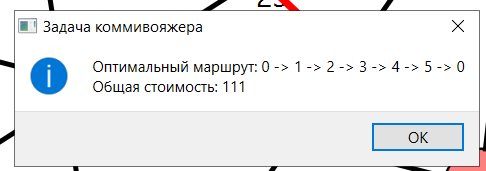 Задача коммивояжера
Оптимальный маршрут: 0 -> 1 -> 2 -> 3 -> 4 -> 5 -> 0
Общая стоимость: 111
OK